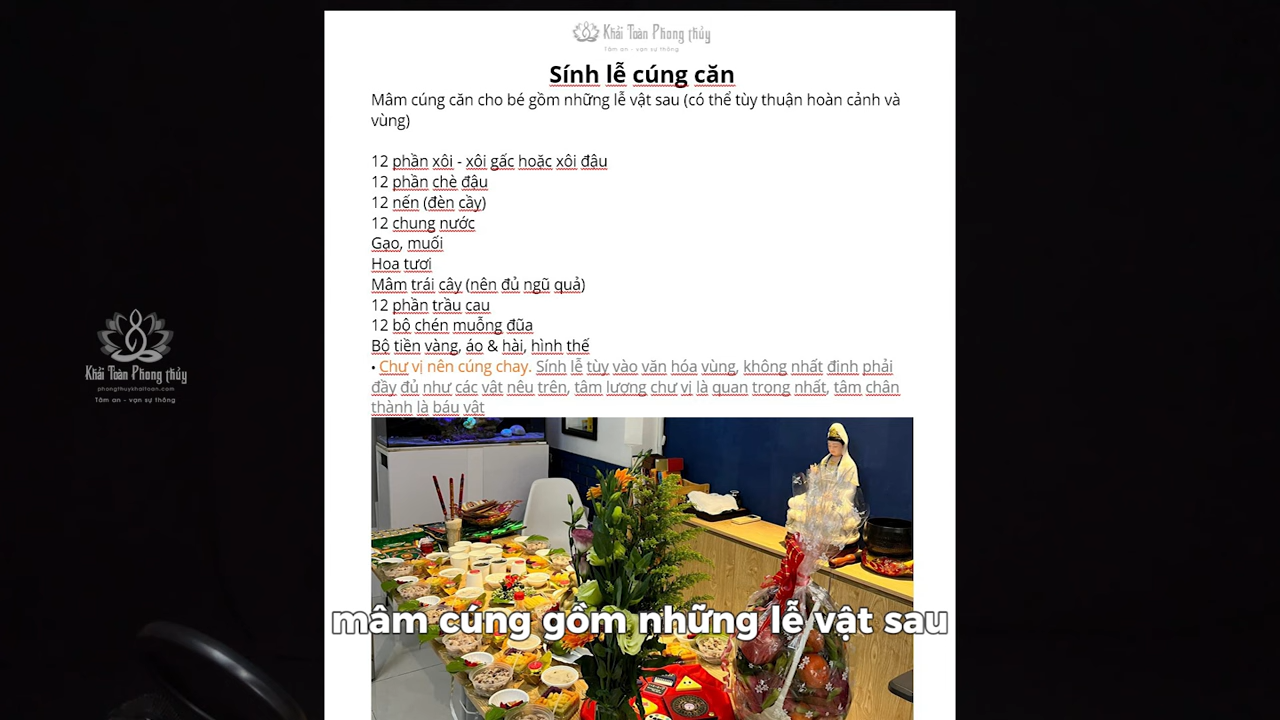 Khải Toàn Phong thủy
Tâm an - vạn sự thông
Sính lễ cúng căn
Mâm cúng căn cho bé gồm những lễ vật sau (có thể tùy thuận hoàn cảnh và
vùng)
12 phần xôi - xôi gấc hoặc xôi đậu
12 phần chè đậu
12 nến (đèn cầy)
12 chung nước
Gạo, muối
Hoa tươi
Mâm trái cây (nên đủ ngũ quả)
12 phần trầu cau
12 bộ chén muỗng đũa
Bộ tiền vàng, áo & hài, hình thế
• Chư vị nên cúng chay. Sính lễ tùy vào văn hóa vùng, không nhất định phải
đầy đủ như các vật nêu trên, tâm lượng chư vị là quan trọng nhất, tâm chân
thành là báu vật
Khải Toàn Phong thủy
phongthuykhaitoan.com
Tâm an - vạn sự thông
mâm cúng gồm những lễ vật sau